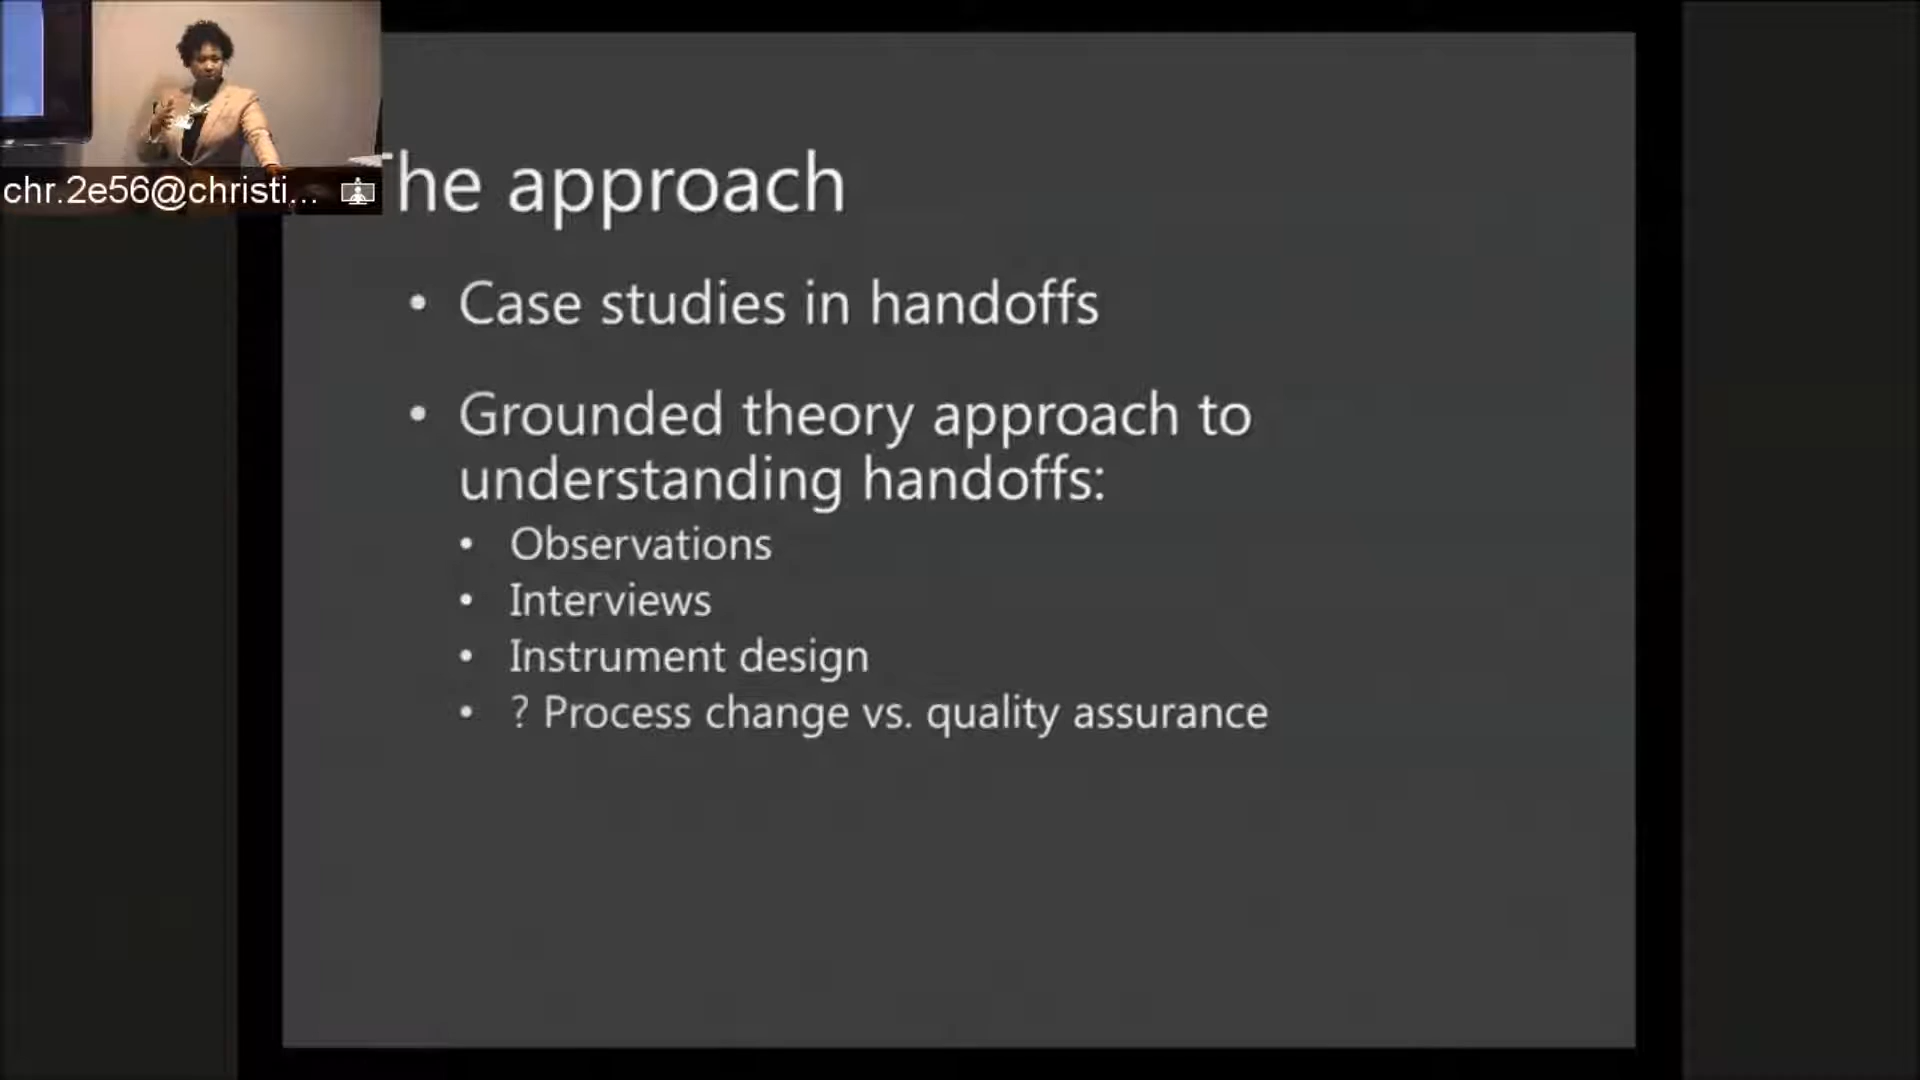 chr.2e56@christi...
The approach
• Case studies in handoffs
• Grounded theory approach to
understanding handoffs:
• Observations
• Interviews
• Instrument design
• ? Process change vs. quality assurance